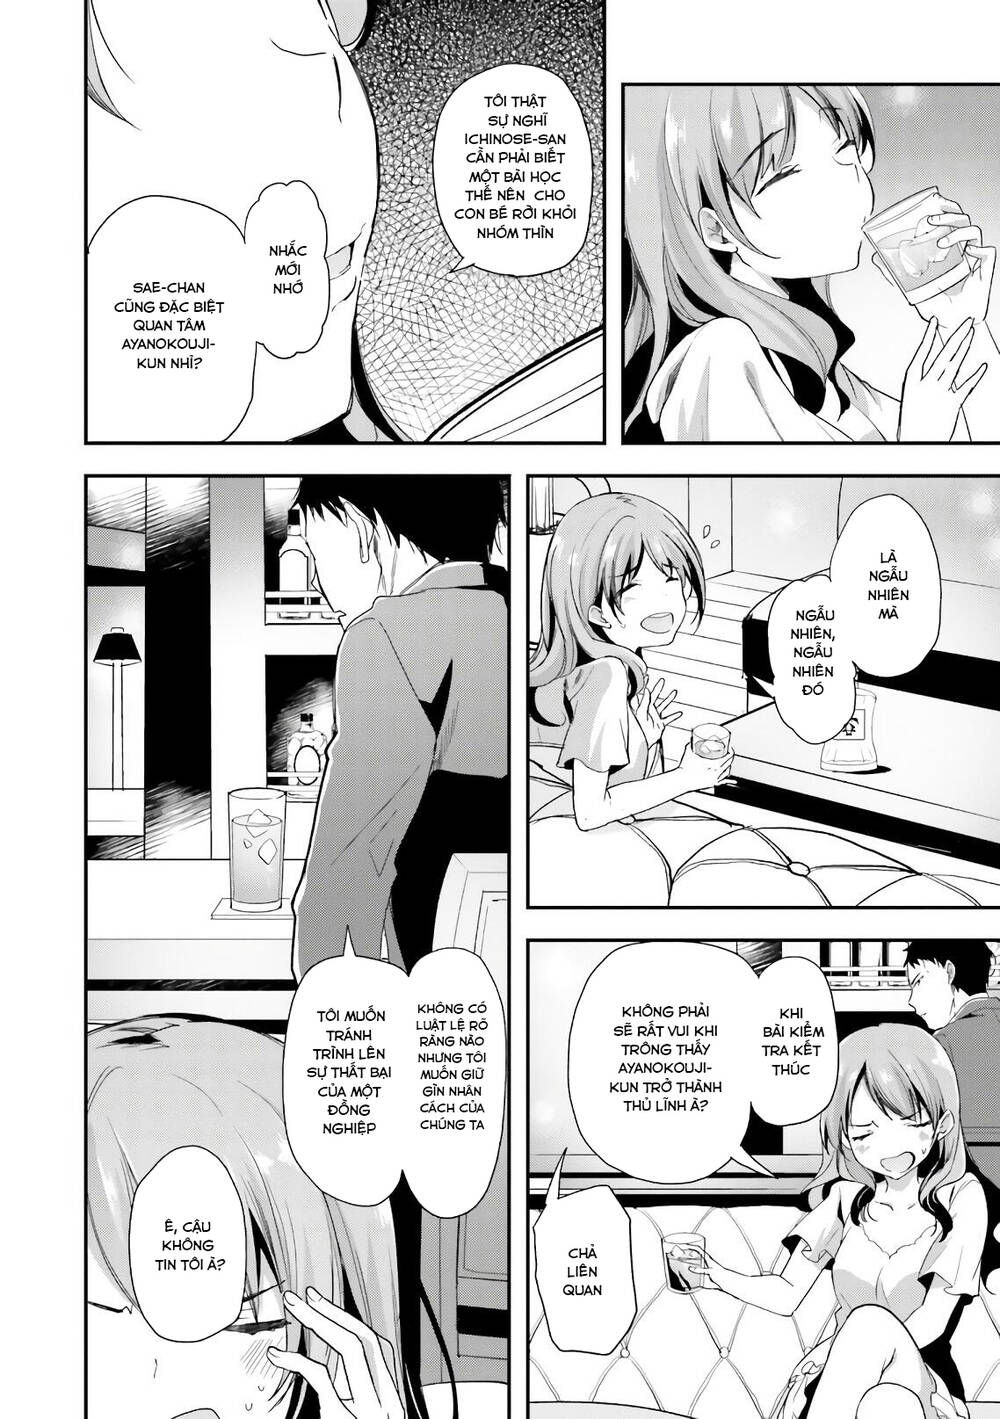 TÔI THẬT
SỰ NGHĨ
ICHINOSE-SAN
CẦN PHẢI BIẾT
MỘT BÀI HỌC
THẾ NÊN CHO
CON BÉ RỜI KHỎI
NHÓM THÌN
NHẮC
MỚI
NHỚ
SAE-CHAN
CŨNG ĐẶC BIỆT
QUAN TÂM
AYANOKOUJI-
KUN NHỈ?
LÀ
NGẪU
NHIÊN
MÀ
NGẪU
NHIÊN,
NGẪU
NHIÊN
ĐÓ
KHI
BÀI KIỂM
TRA KẾT
THÚC
KHÔNG PHẢI
SẼ RẤT VUI KHI
TRÔNG THẤY
AYANOKOUJI-
KUN TRỞ THÀNH
THỦ LĨNH À?
CHẢ
LIÊN
QUAN
KHÔNG CÓ
LUẬT LỆ RÕ
RÀNG NÀO
NHƯNG TÔI
MUỐN GIỮ
GÌN NHÂN
CÁCH CỦA
CHÚNG TA
TÔI MUỐN
TRÁNH
TRÌNH LÊN
SỰ THẤT BẠI
CỦA MỘT
ĐỒNG
NGHIỆP
Ê, CẬU
KHÔNG
TIN TÔI À?